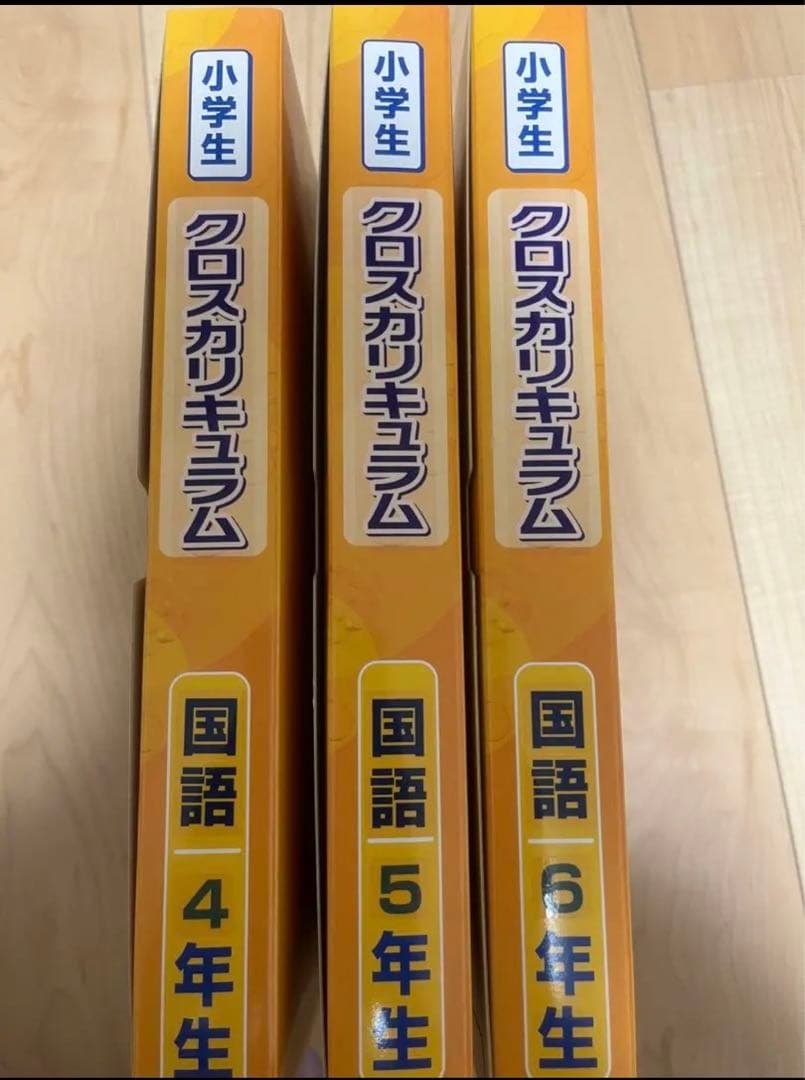 小学生
クロスカリキュラム
国語
4年生
小学生
クロスカリキュラム
国語
5年生
小学生
クロスカリキュラム
国語
6年生